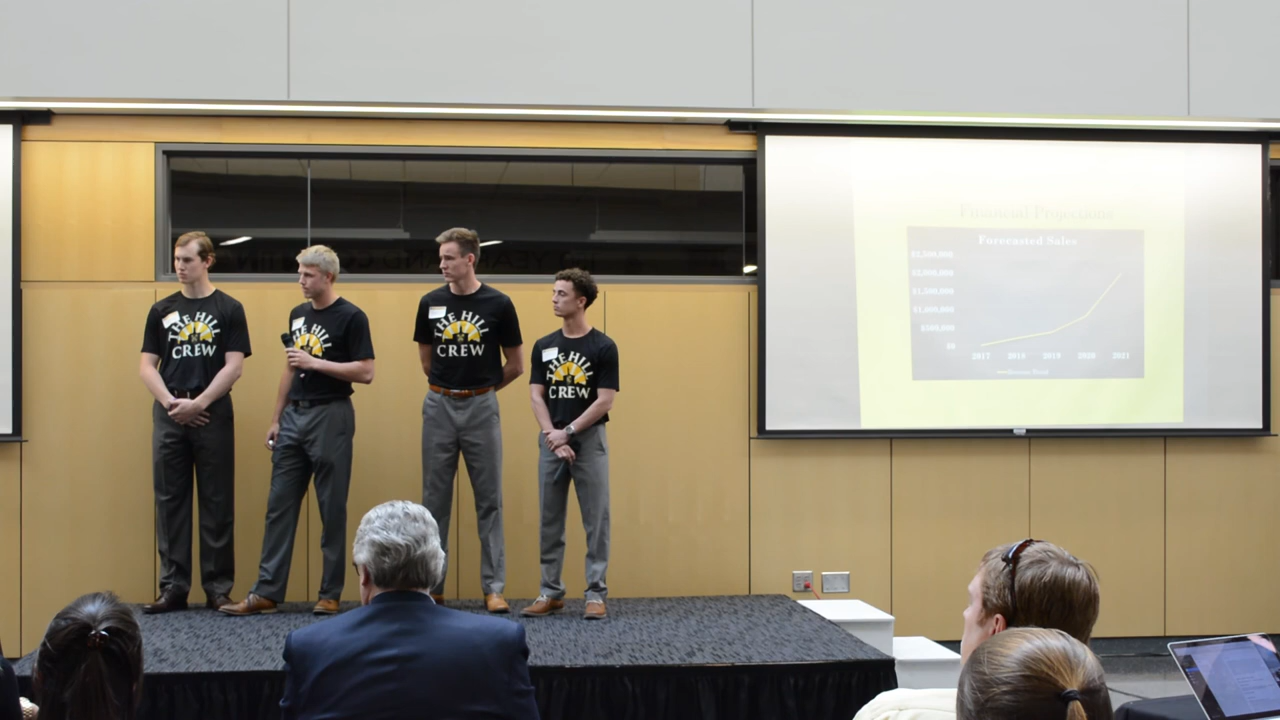 THE HILL
CREW
THE HILL
THE HILL
CREW
THE HILL
CREW
Financial Projections
Forecasted Sales
$2,500,000
$2,000,000
$1,500,000
$1,000,000
$500,000
$0
2017 2018 2019 2020 2021